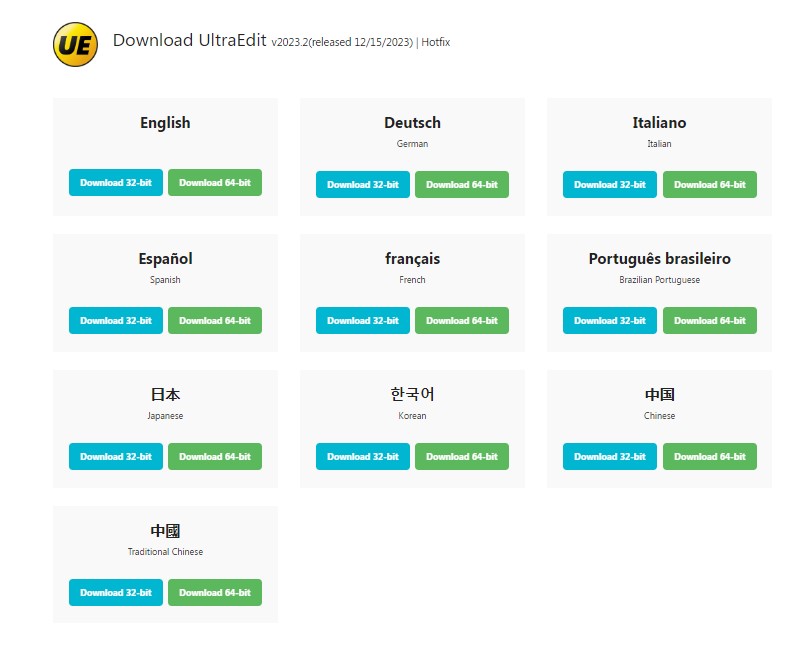 UE
Download UltraEdit v2023.2(released 12/15/2023) | Hotfix
English
Download 32-bit Download 64-bit
Deutsch
German
Download 32-bit Download 64-bit
Italiano
Italian
Download 32-bit Download 64-bit
Español
Spanish
Download 32-bit Download 64-bit
français
French
Download 32-bit Download 64-bit
Português brasileiro
Brazilian Portuguese
Download 32-bit Download 64-bit
日本
Japanese
Download 32-bit Download 64-bit
한국어
Korean
Download 32-bit Download 64-bit
中国
Chinese
Download 32-bit Download 64-bit
中國
Traditional Chinese
Download 32-bit Download 64-bit